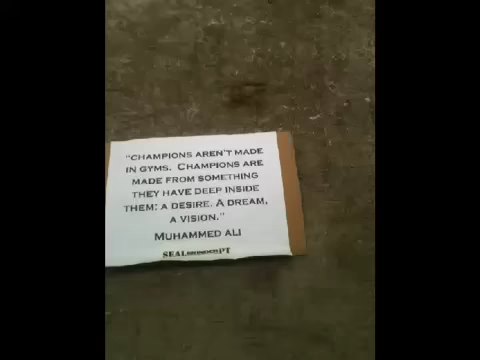 "CHAMPIONS AREN'T MADE
IN GYMS. CHAMPIONS ARE
MADE FROM SOMETHING
THEY HAVE DEEP INSIDE
THEM: A DESIRE. A DREAM,
A VISION."
MUHAMMED ALI